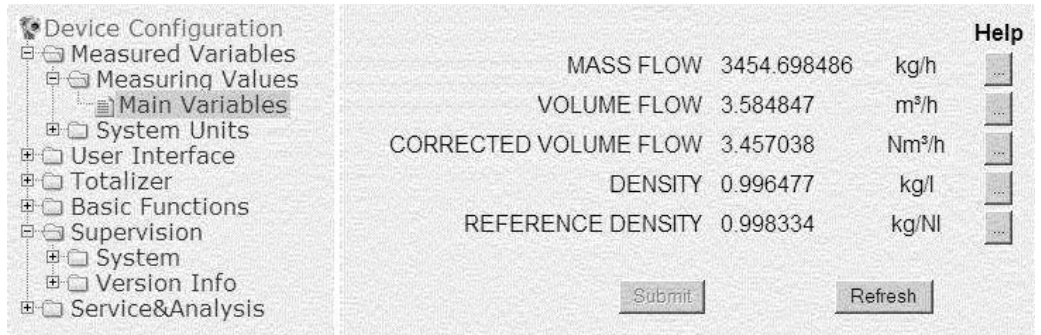 Device Configuration
Measured Variables
Measuring Values
Main Variables
System Units
User Interface
Totalizer
Basic Functions
Supervision
System
Version Info
Service&Analysis
Help
MASS FLOW 3454.698486 kg/h ...
VOLUME FLOW 3.584847 m³/h ...
CORRECTED VOLUME FLOW 3.457038 Nm³/h ...
DENSITY 0.996477 kg/l ...
REFERENCE DENSITY 0.998334 kg/Nl ...
Submit Refresh